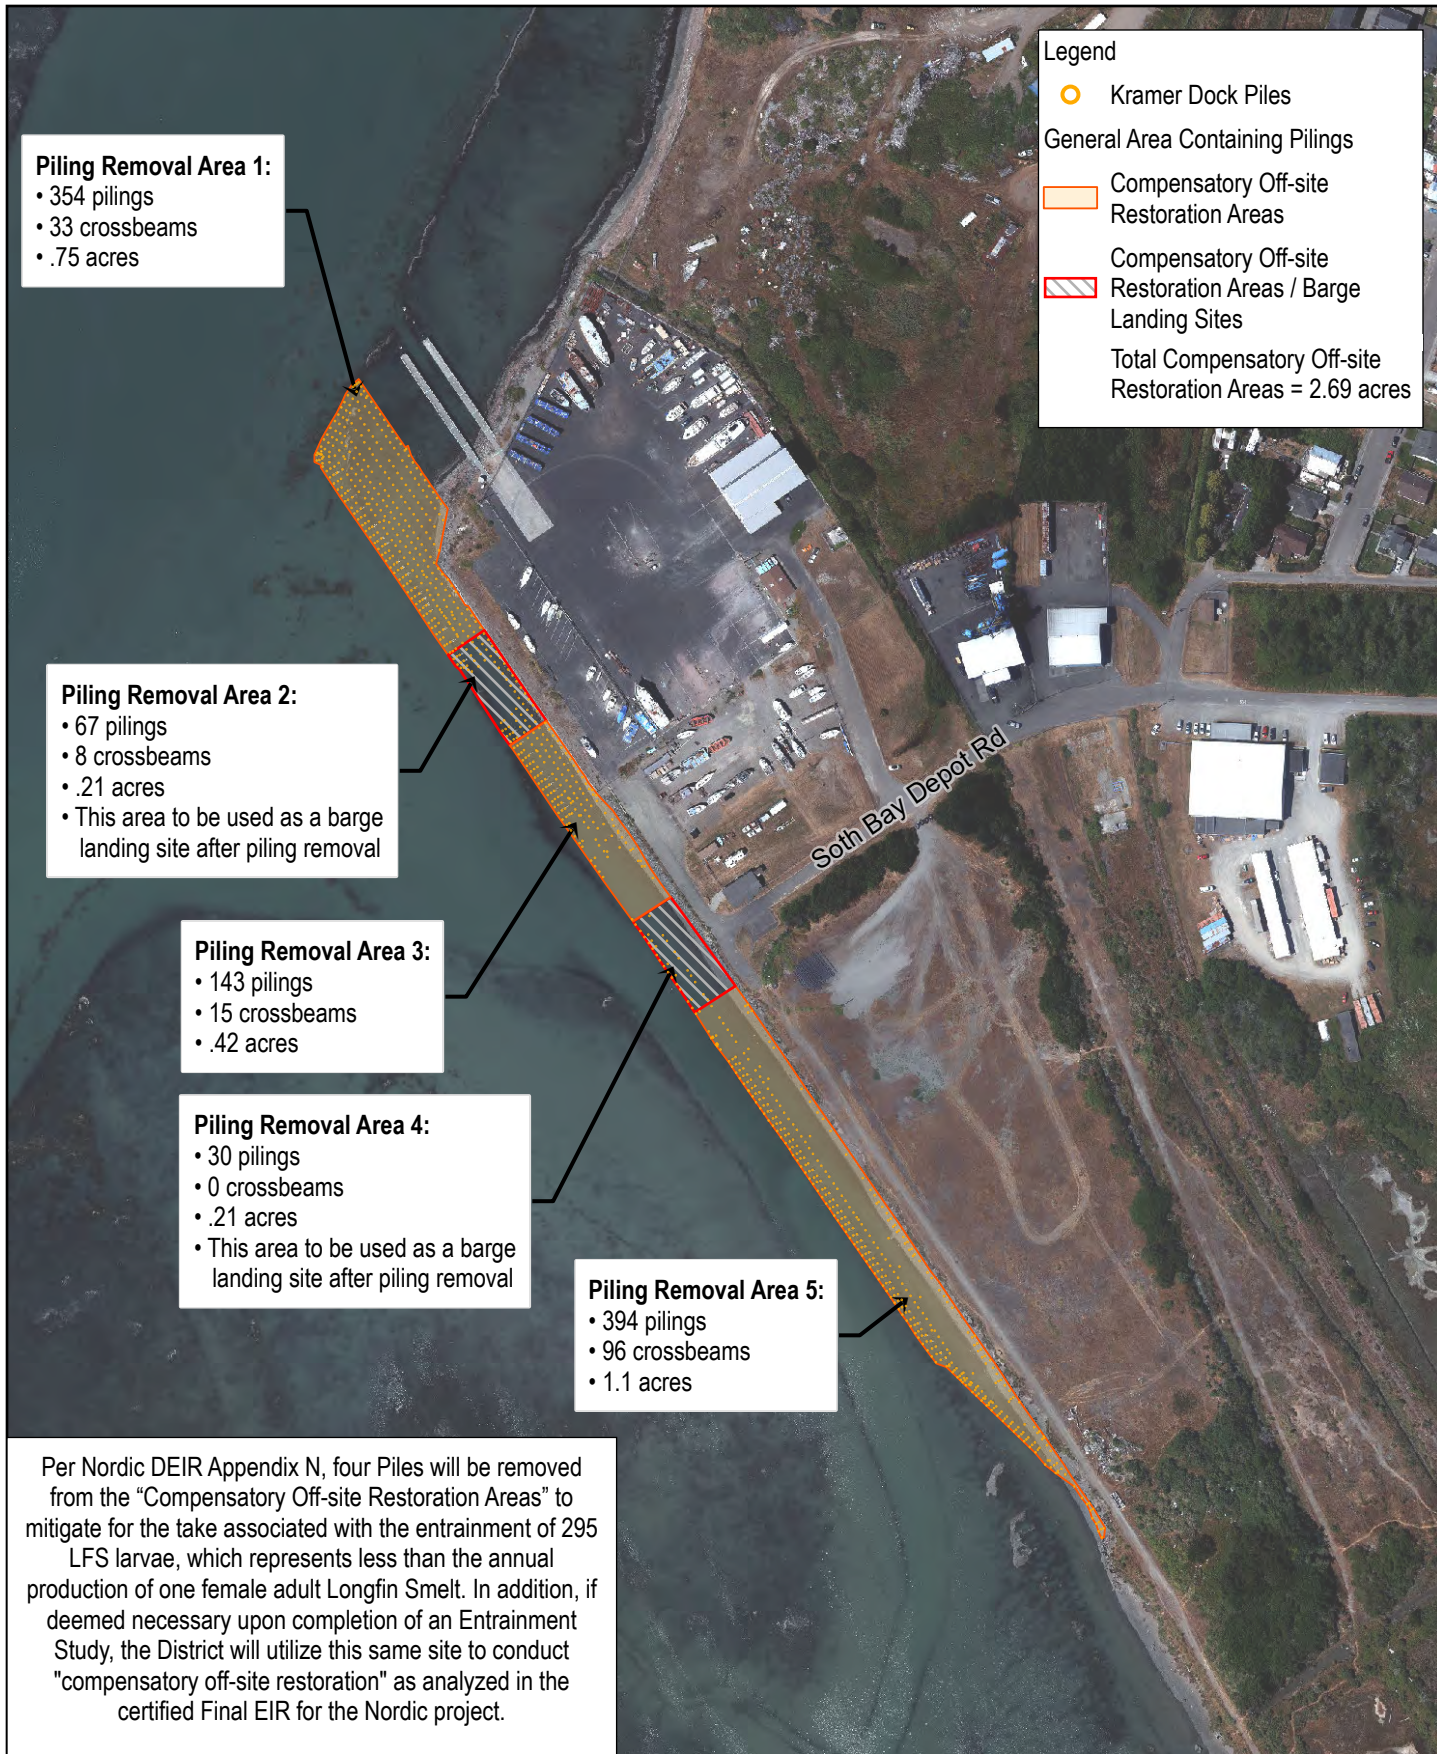 Legend
Kramer Dock Piles
General Area Containing Pilings
Compensatory Off-site
Restoration Areas
Compensatory Off-site
Restoration Areas / Barge
Landing Sites
Total Compensatory Off-site
Restoration Areas = 2.69 acres
Piling Removal Area 1:
• 354 pilings
• 33 crossbeams
• .75 acres
Piling Removal Area 2:
• 67 pilings
• 8 crossbeams
• .21 acres
• This area to be used as a barge
landing site after piling removal
Soth Bay Depot Rd
Piling Removal Area 3:
• 143 pilings
• 15 crossbeams
• .42 acres
Piling Removal Area 4:
• 30 pilings
• 0 crossbeams
• .21 acres
• This area to be used as a barge
landing site after piling removal
Piling Removal Area 5:
• 394 pilings
• 96 crossbeams
• 1.1 acres
Per Nordic DEIR Appendix N, four Piles will be removed
from the “Compensatory Off-site Restoration Areas” to
mitigate for the take associated with the entrainment of 295
LFS larvae, which represents less than the annual
production of one female adult Longfin Smelt. In addition, if
deemed necessary upon completion of an Entrainment
Study, the District will utilize this same site to conduct
"compensatory off-site restoration" as analyzed in the
certified Final EIR for the Nordic project.